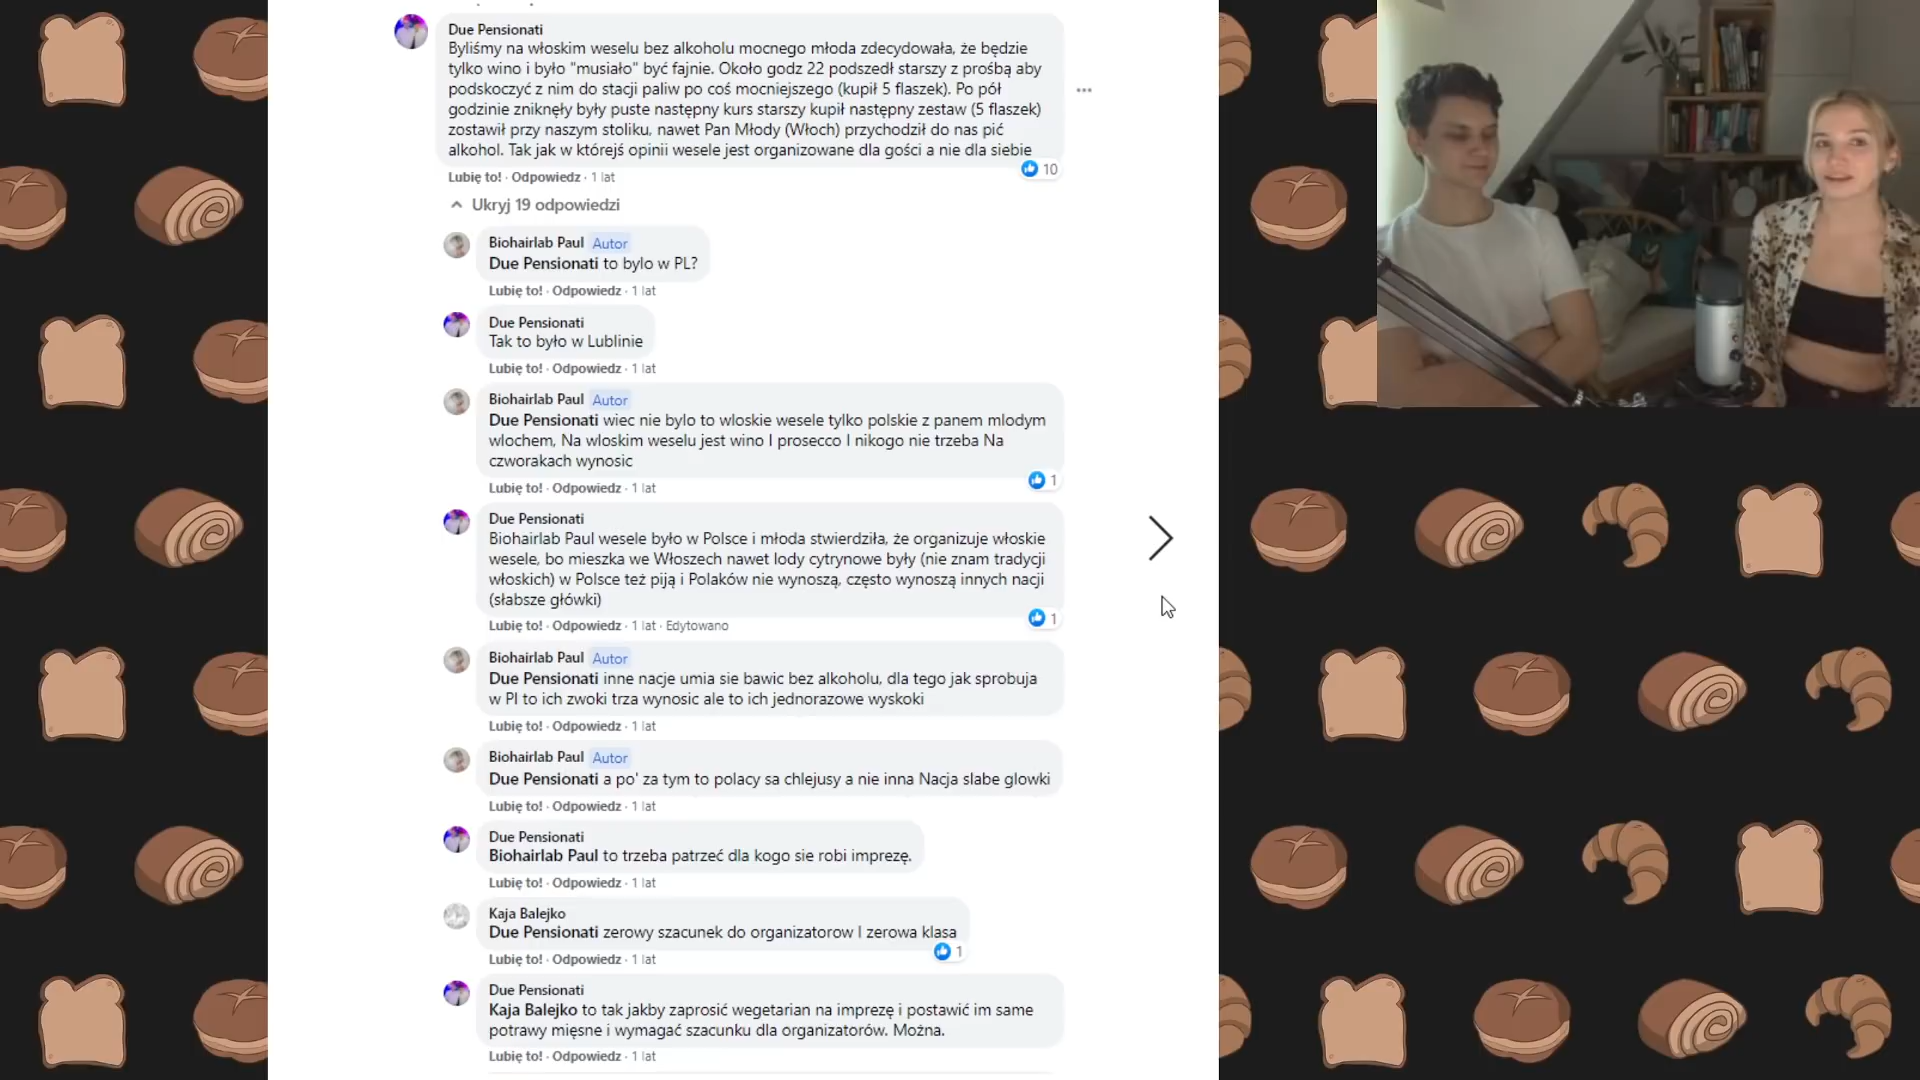 Due Pensionati
Byliśmy na włoskim weselu bez alkoholu mocnego młoda zdecydowała, że będzie
tylko wino i było "musiało" być fajnie. Około godz 22 podszedł starszy z prośbą aby
podskoczyć z nim do stacji paliw po coś mocniejszego (kupił 5 flaszek). Po pół
godzinie zniknęły były puste następny kurs starszy kupił następny zestaw (5 flaszek)
zostawił przy naszym stoliku, nawet Pan Młody (Włoch) przychodził do nas pić
alkohol. Tak jak w którejś opinii wesele jest organizowane dla gości a nie dla siebie
10
Lubię to! · Odpowiedz · 1 lat
Ukryj 19 odpowiedzi
Biohairlab Paul Autor
Due Pensionati to bylo w PL?
Lubię to! · Odpowiedz · 1 lat
Due Pensionati
Tak to było w Lublinie
Lubię to! · Odpowiedz · 1 lat
Biohairlab Paul Autor
Due Pensionati wiec nie bylo to wloskie wesele tylko polskie z panem mlodym
wlochem, Na wloskim weselu jest wino I prosecco I nikogo nie trzeba Na
czworakach wynosic
1
Lubię to! · Odpowiedz · 1 lat
Due Pensionati
Biohairlab Paul wesele było w Polsce i młoda stwierdziła, że organizuje włoskie
wesele, bo mieszka we Włoszech nawet lody cytrynowe były (nie znam tradycji
włoskich) w Polsce też piją i Polaków nie wynoszą, często wynoszą innych nacji
(słabsze główki)
1
Lubię to! · Odpowiedz · 1 lat · Edytowano
Biohairlab Paul Autor
Due Pensionati inne nacje umia sie bawic bez alkoholu, dla tego jak sprobuja
w Pl to ich zwoki trza wynosic ale to ich jednorazowe wyskoki
Lubię to! · Odpowiedz · 1 lat
Biohairlab Paul Autor
Due Pensionati a po' za tym to polacy sa chlejusy a nie inna Nacja slabe glowki
Lubię to! · Odpowiedz · 1 lat
Due Pensionati
Biohairlab Paul to trzeba patrzeć dla kogo sie robi imprezę.
Lubię to! · Odpowiedz · 1 lat
Kaja Balejko
Due Pensionati zerowy szacunek do organizatorow I zerowa klasa
1
Lubię to! · Odpowiedz · 1 lat
Due Pensionati
Kaja Balejko to tak jakby zaprosić wegetarian na imprezę i postawić im same
potrawy mięsne i wymagać szacunku dla organizatorów. Można.
Lubię to! · Odpowiedz · 1 lat